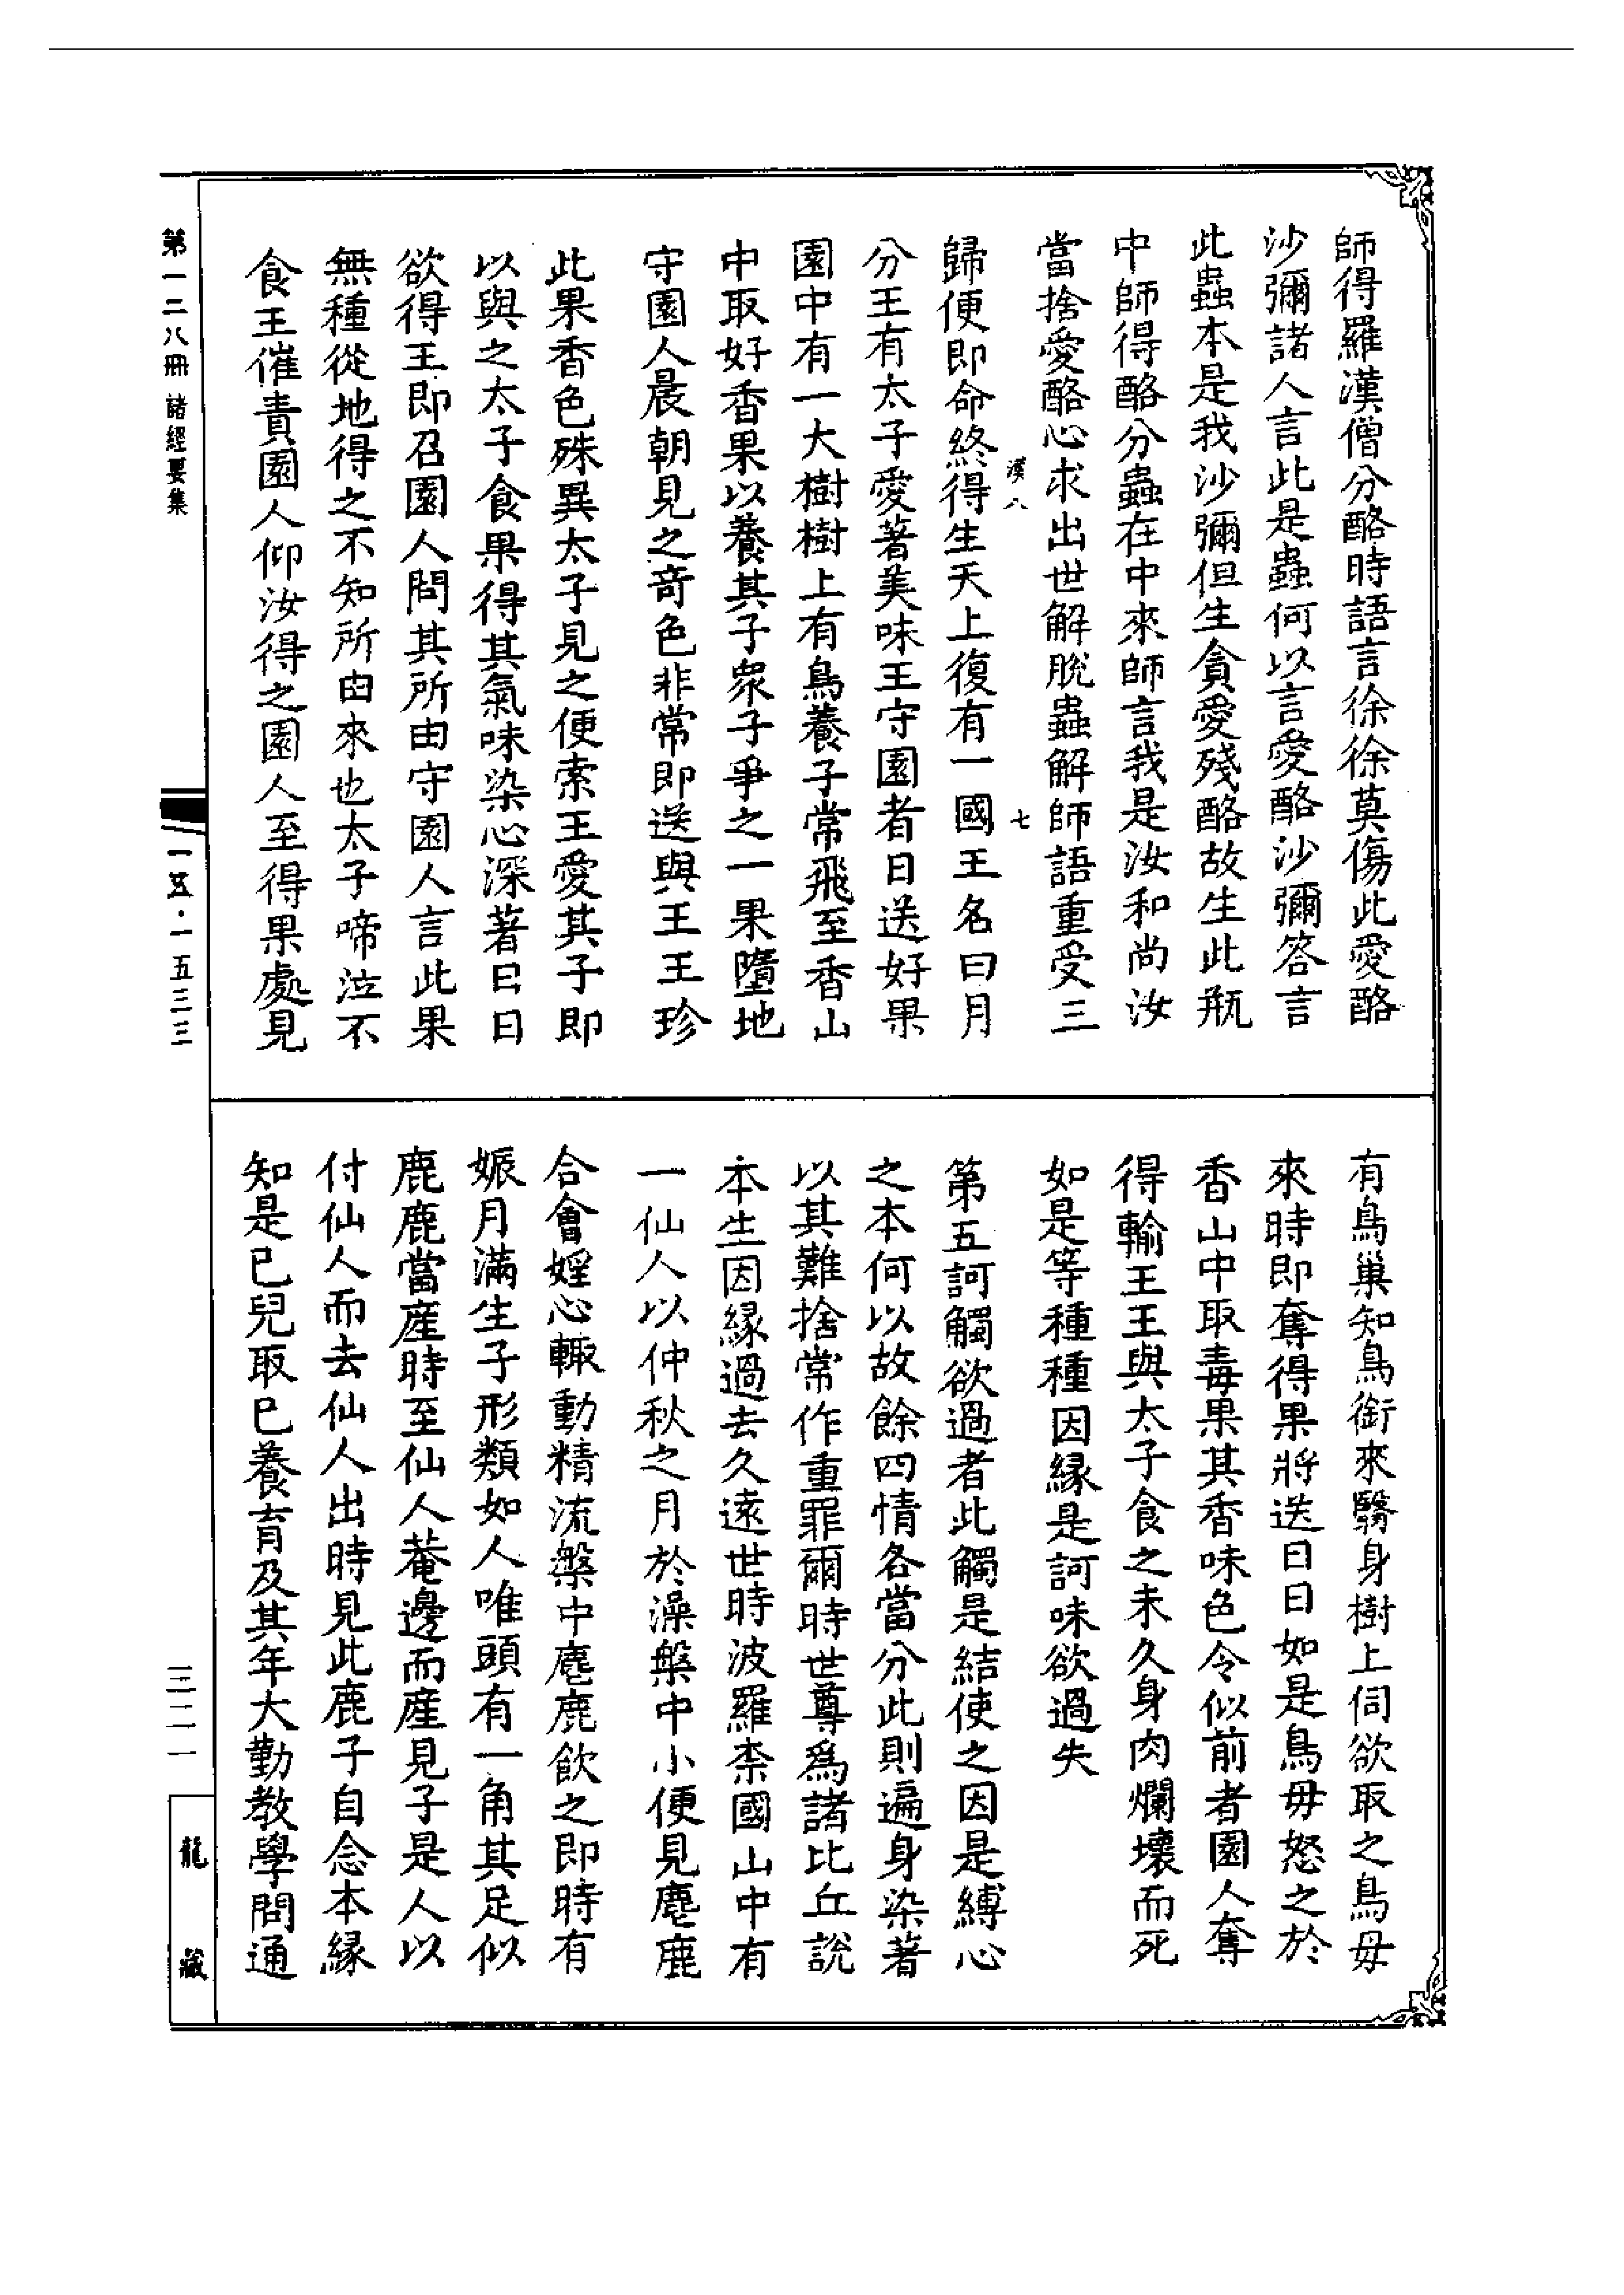 師得羅漢僧分酪時語言徐徐莫傷此愛酪
沙彌諸人言此是蟲何以言愛酪沙彌答言
此蟲本是我沙彌但生貪愛殘酪故生此瓶
中師得酪分蟲在中來師言我是汝和尚汝
當捨愛酪心求出世解脫蟲解師語重受三
漢八 七
歸便即命終得生天上復有一國王名曰月
分王有太子愛著美味王守園者日送好果
園中有一大樹樹上有鳥養子常飛至香山
中取好香果以養其子衆子爭之一果墮地
守園人晨朝見之奇色非常即送與王王珍
此果香色殊異太子見之便索王愛其子即
以與之太子食果得其氣味染心深著日日
欲得王即召園人問其所由守園人言此果
無種從地得之不知所由來也太子啼泣不
食王催責園人仰汝得之園人至得果處見
有鳥巢知鳥銜來翳身樹上伺欲取之鳥毋
來時即奪得果將送日日如是鳥毋怒之於
香山中取毒果其香味色令似前者園人奪
得輸王王與太子食之未久身肉爛壞而死
如是等種種因緣是訶味欲過失
第五訶觸欲過者此觸是結使之因是縛心
之本何以故餘四情各當分此則遍身染著
以其難捨常作重罪爾時世尊爲諸比丘說
本生因緣過去久遠世時波羅柰國山中有
一仙人以仲秋之月於澡槃中小便見麀鹿
合會婬心輙動精流槃中麀鹿飲之即時有
娠月滿生子形類如人唯頭有一角其足似
鹿鹿當產時至仙人菴邊而產見子是人以
付仙人而去仙人出時見此鹿子自念本緣
知是已兒取已養育及其年大勤教學問通
第一二八冊 諸經要集
一五·一五三三
三二一
龍藏